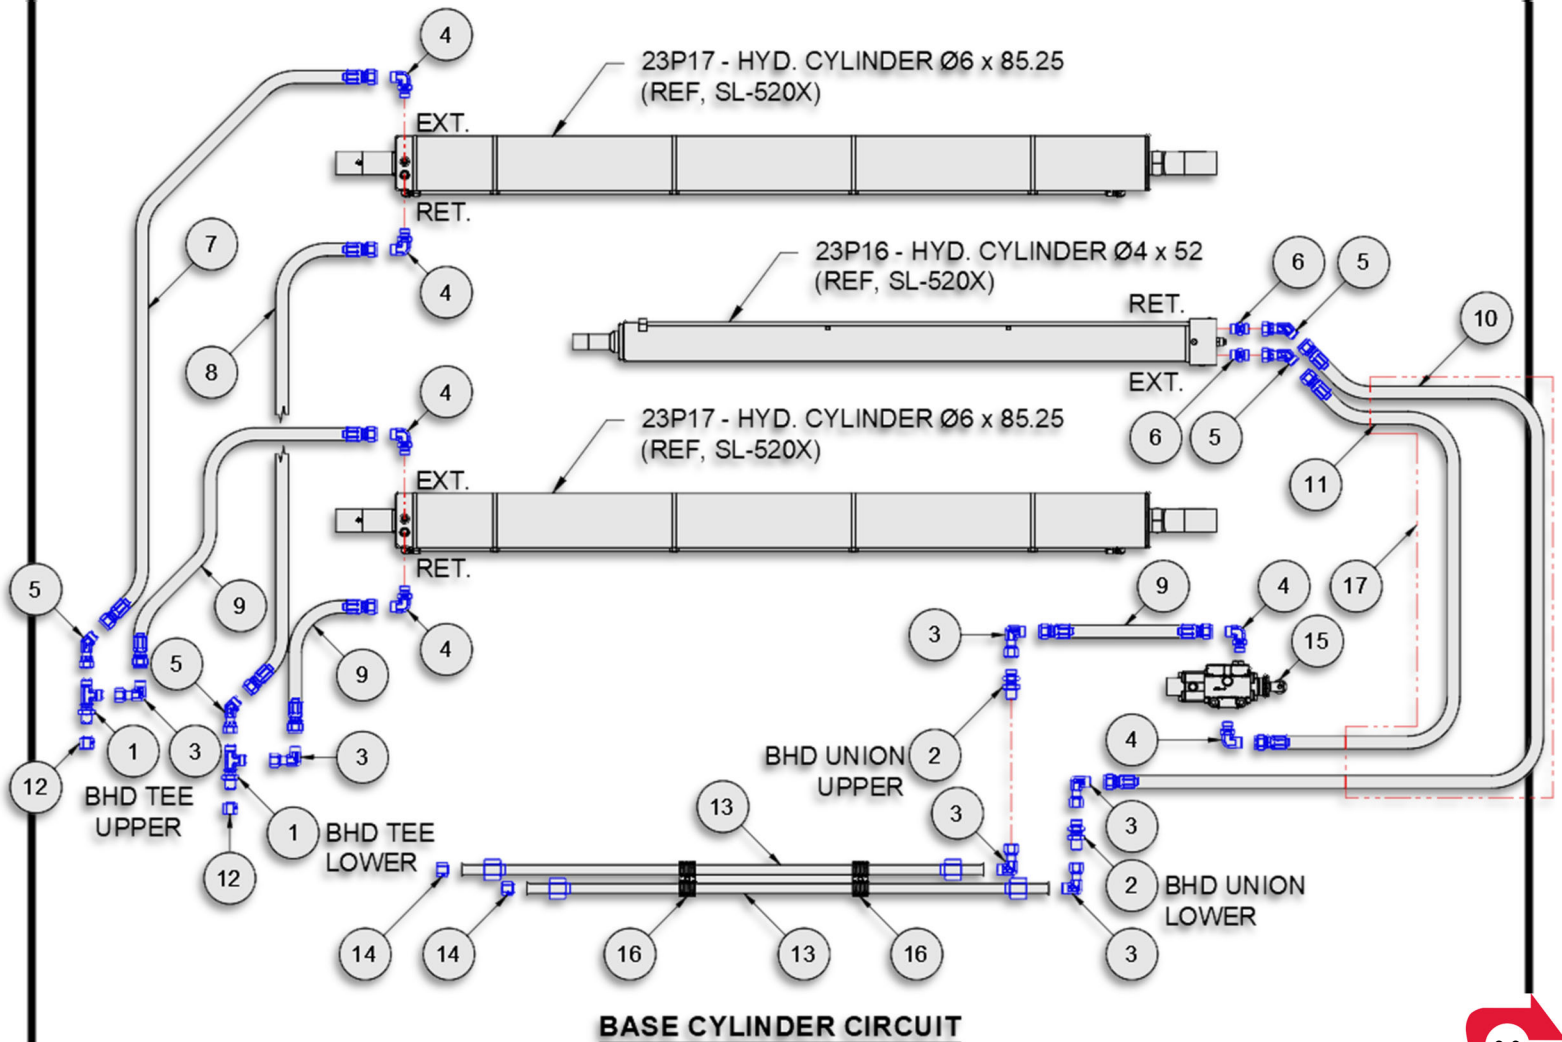 4
23P17 - HYD. CYLINDER Ø6 x 85.25
(REF, SL-520X)
EXT.
RET.
7
4
8
23P16 - HYD. CYLINDER Ø4 x 52
(REF, SL-520X)
RET.
EXT.
6
5
10
6
5
11
4
23P17 - HYD. CYLINDER Ø6 x 85.25
(REF, SL-520X)
EXT.
RET.
5
9
5
9
4
3
9
4
17
15
1
3
3
12
BHD TEE
UPPER
1
BHD TEE
LOWER
12
BHD UNION
UPPER
2
4
3
3
13
2
BHD UNION
LOWER
14
14
16
13
16
3
BASE CYLINDER CIRCUIT